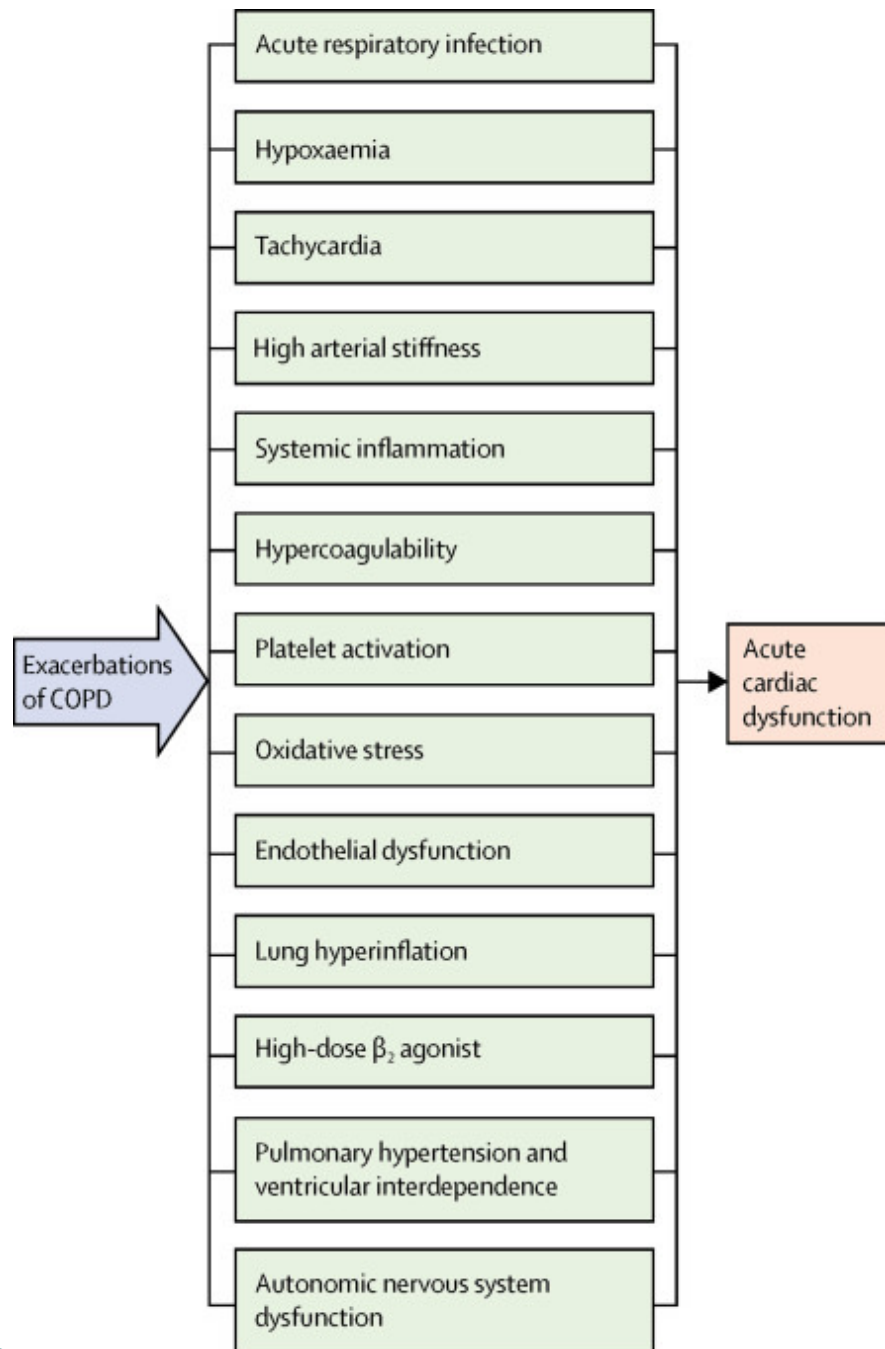 Acute respiratory infection
Hypoxaemia
Tachycardia
High arterial stiffness
Systemic inflammation
Hypercoagulability
Platelet activation
Oxidative stress
Endothelial dysfunction
Lung hyperinflation
High-dose β₂ agonist
Pulmonary hypertension and
ventricular interdependence
Autonomic nervous system
dysfunction
Exacerbations
of COPD
Acute
cardiac
dysfunction